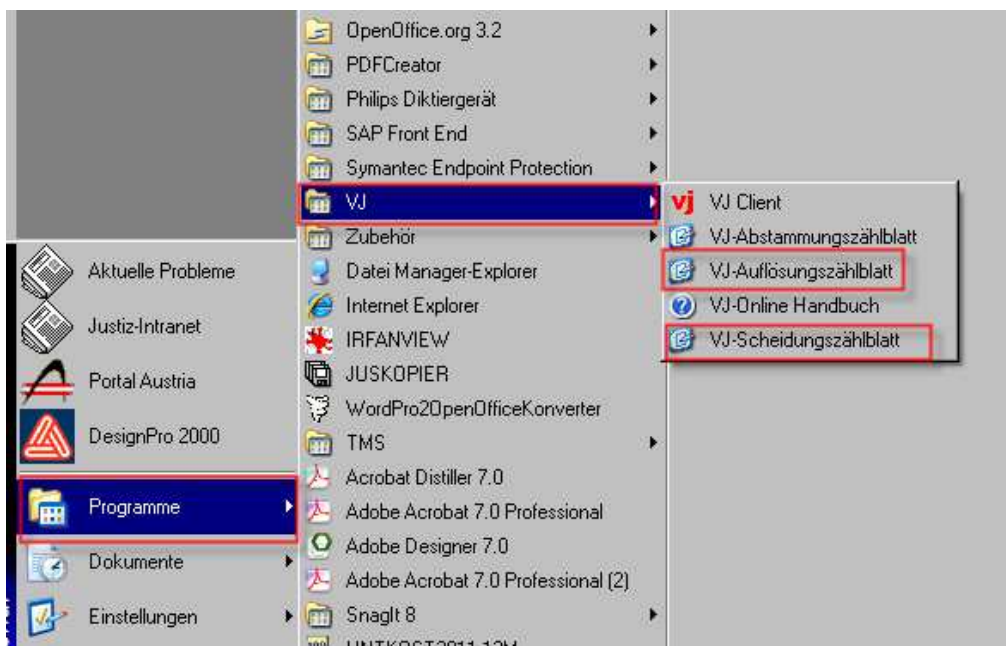 OpenOffice.org 3.2
PDFCreator
Philips Diktiergerät
SAP Front End
Symantec Endpoint Protection
VJ
Zubehör
Datei Manager-Explorer
Internet Explorer
IRFANVIEW
JUSKOPIER
WordPro2OpenOfficeKonverter
TMS
Acrobat Distiller 7.0
Adobe Acrobat 7.0 Professional
Adobe Designer 7.0
Adobe Acrobat 7.0 Professional (2)
SnagIt 8
vj VJ Client
VJ-Abstammungszählblatt
VJ-Auflösungszählblatt
VJ-Online Handbuch
VJ-Scheidungszählblatt
Aktuelle Probleme
Justiz-Intranet
Portal Austria
DesignPro 2000
Programme
Dokumente
Einstellungen